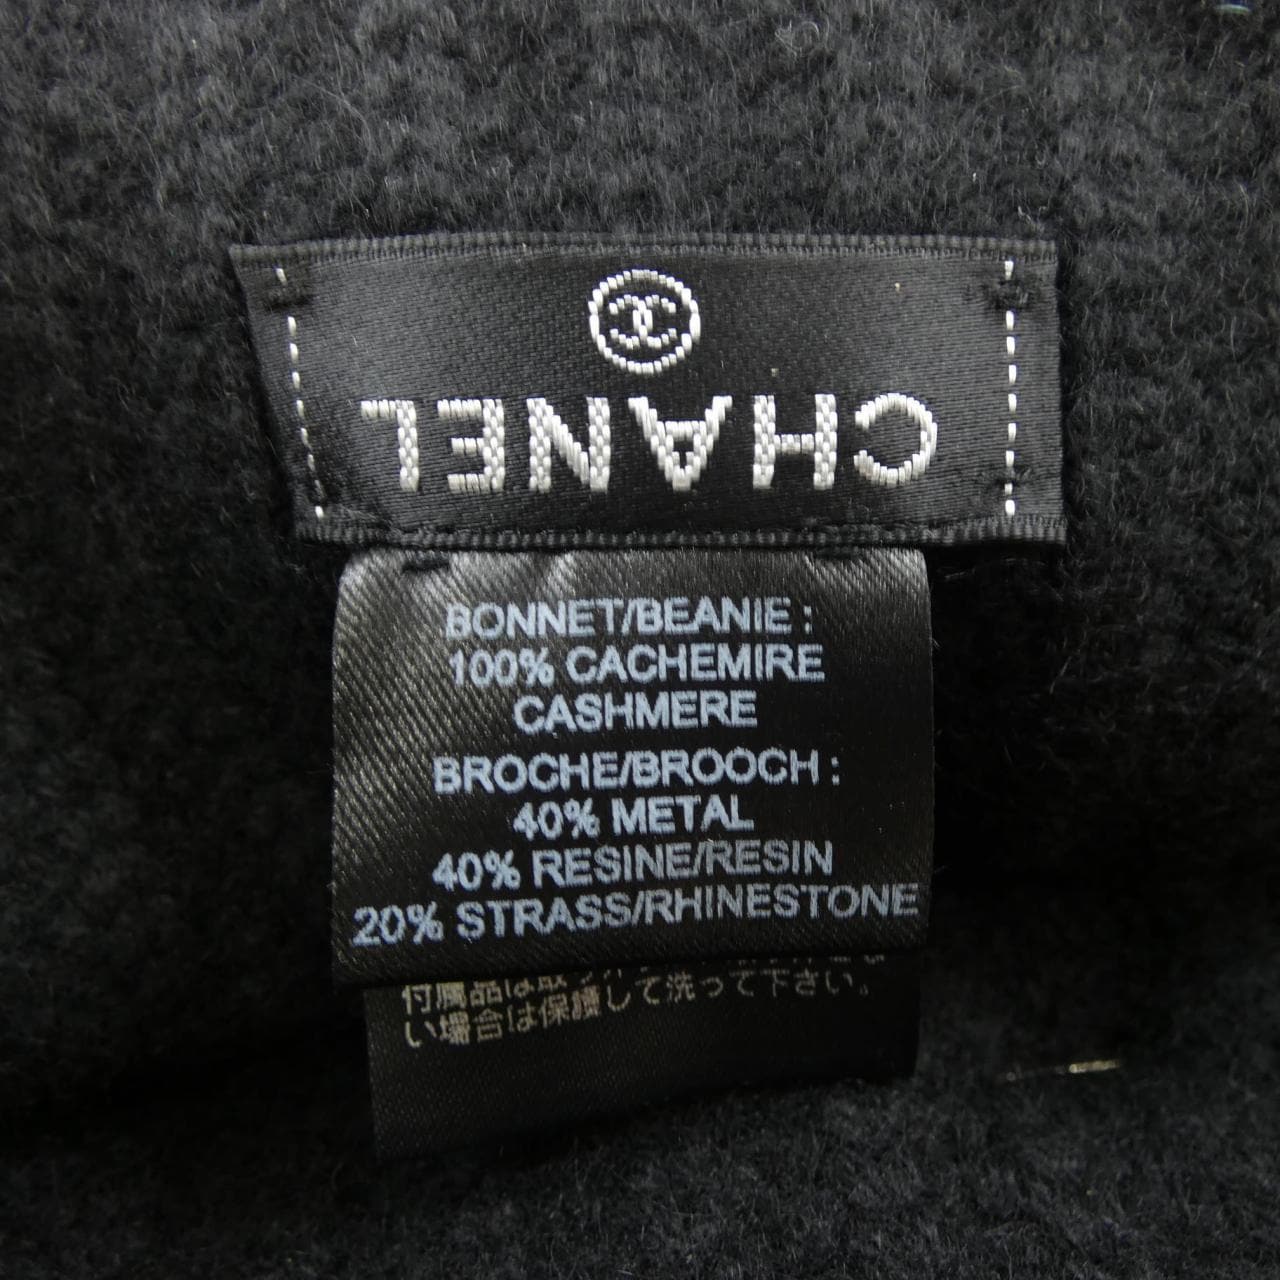 CHANEL
BONNET/BEANIE :
100% CACHEMIRE
CASHMERE
BROCHE/BROOCH :
40% METAL
40% RESINE/RESIN
20% STRASS/RHINESTONE
付属品は取り
い場合は保護して洗って下さい。